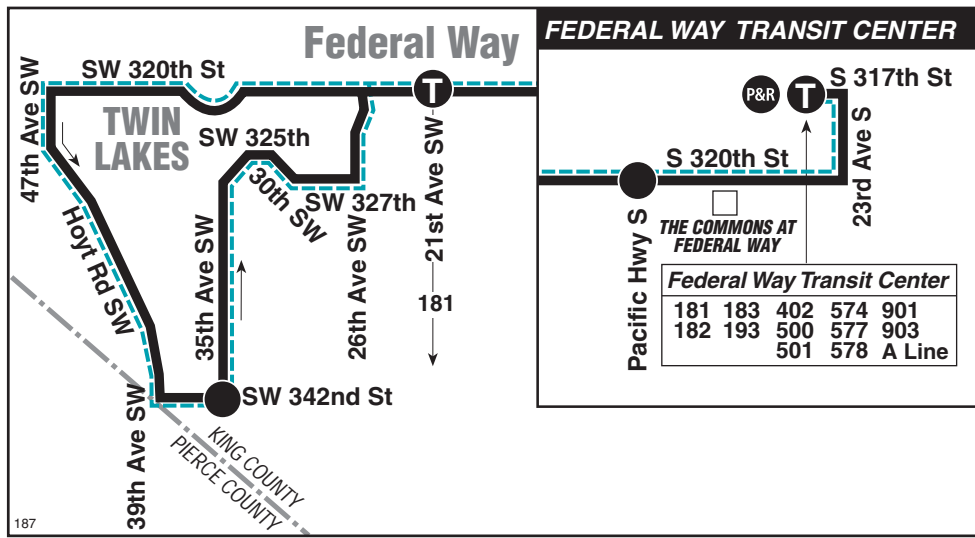 Federal Way
SW 320th St
47th Ave SW
TWIN
LAKES
SW 325th
30th SW
SW 327th
T
21st Ave SW
181
26th Ave SW
35th Ave SW
Hoyt Rd SW
SW 342nd St
39th Ave SW
KING COUNTY
PIERCE COUNTY
187
FEDERAL WAY TRANSIT CENTER
S 317th St
P&R
T
23rd Ave S
S 320th St
THE COMMONS AT
FEDERAL WAY
Pacific Hwy S
Federal Way Transit Center
181 183 402 574 901
182 193 500 577 903
501 578 A Line